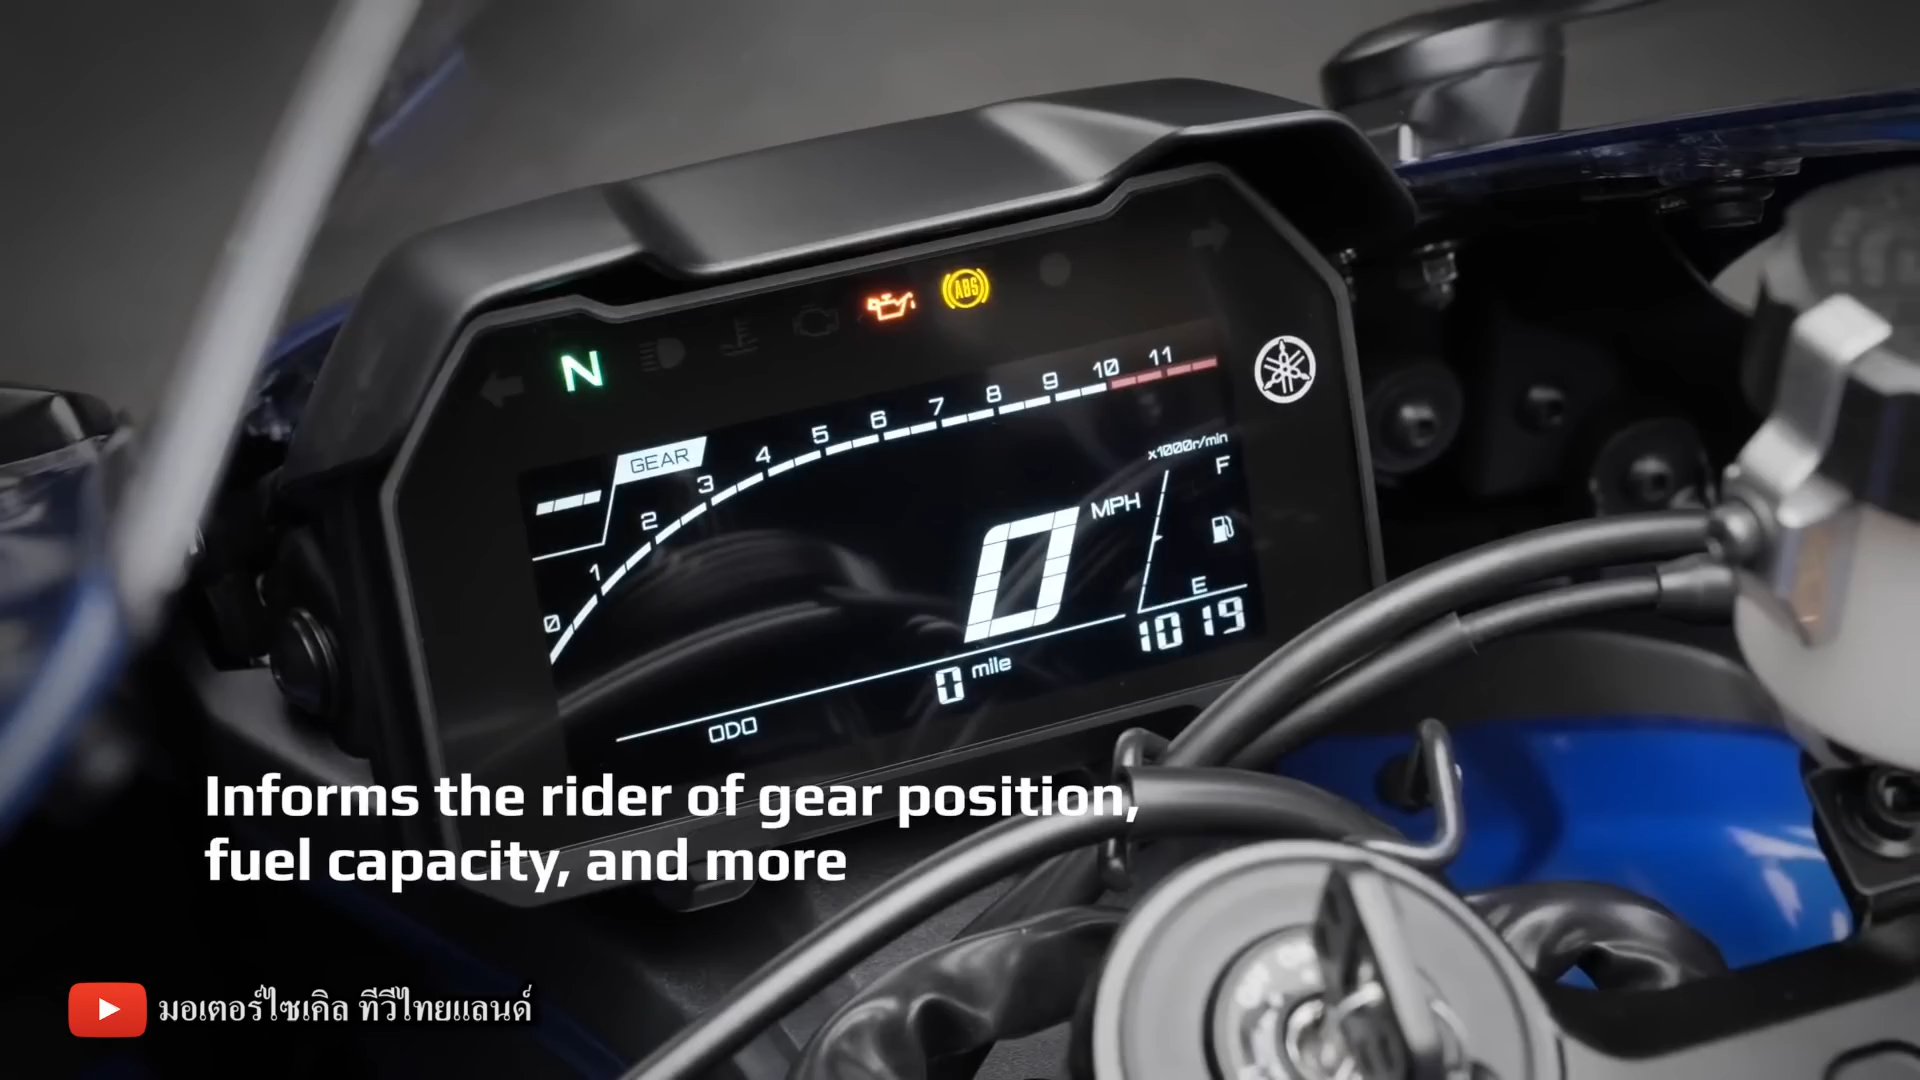 ABS
N
GEAR
0 1 2 3 4 5 6 7 8 9 10 11
x1000r/min
F
MPH
0
E
10 19
0 mile
ODO
Informs the rider of gear position,
fuel capacity, and more
มอเตอร์ไซเคิล ทีวีไทยแลนด์